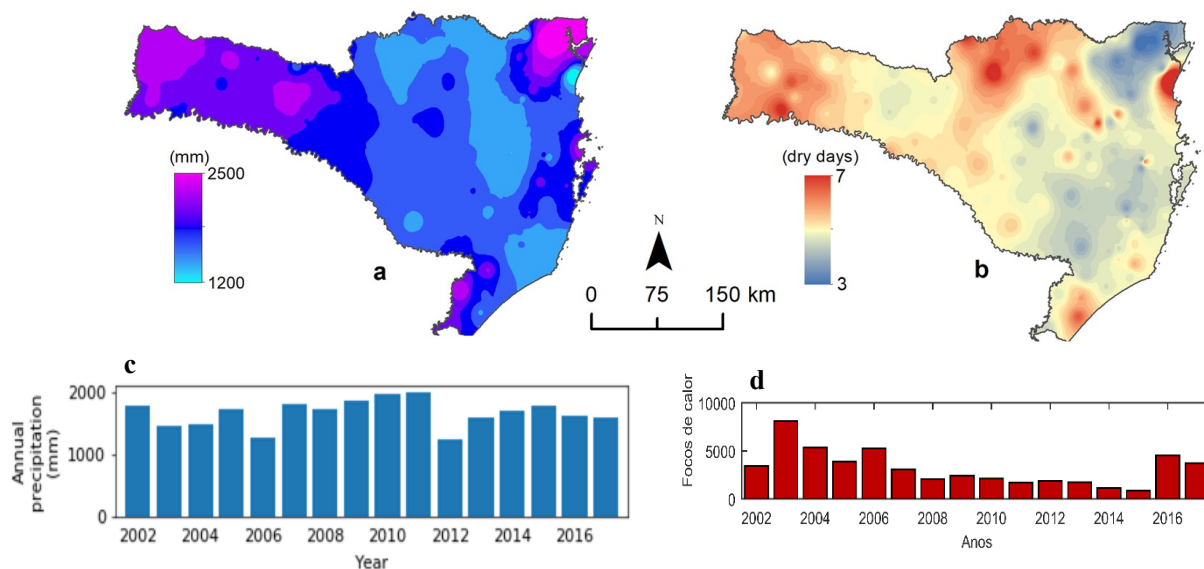 (mm)
2500
1200
a
N
0 75 150 km
(dry days)
7
3
b
c
Annual
precipitation
(mm)
2000
1000
0
2002 2004 2006 2008 2010 2012 2014 2016
Year
d
Focos de calor
10000
5000
0
2002 2004 2006 2008 2010 2012 2014 2016
Anos